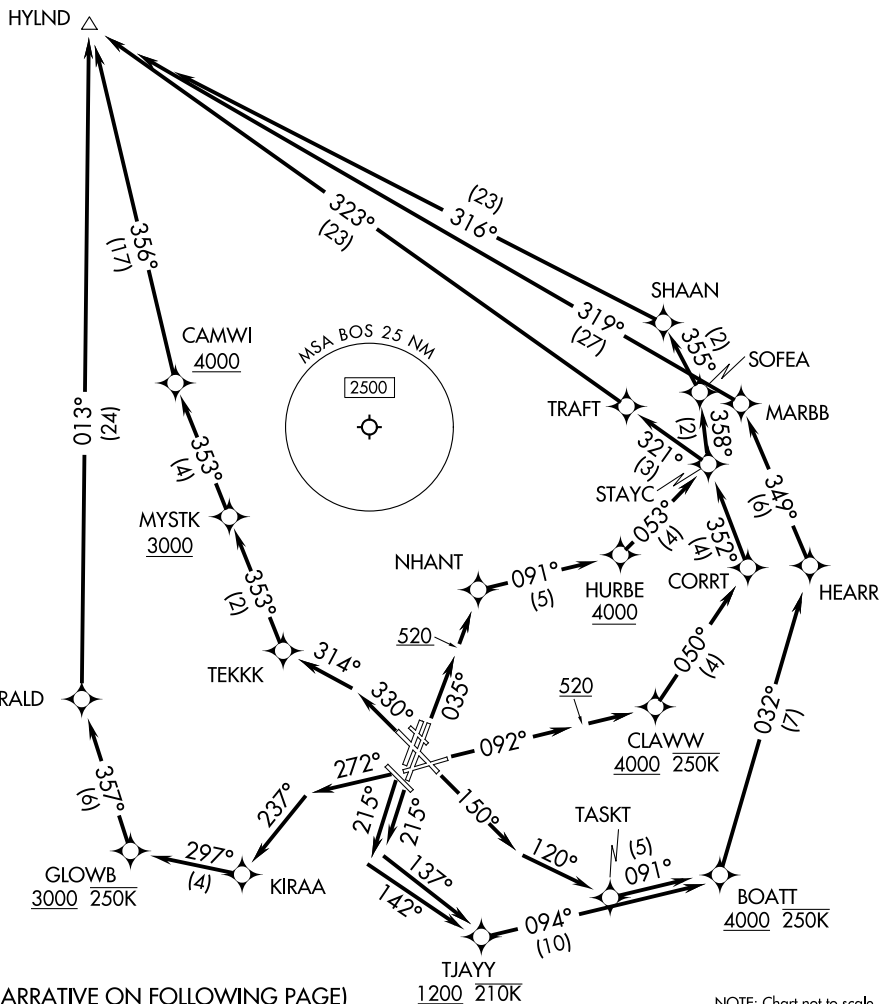 HYLND
(23)
316°
323°
(23)
356°
(17)
SHAAN
319°
(27)
(2)
355°
SOFEA
CAMWI
4000
MSA BOS 25 NM
2500
013°
(24)
TRAFT
MARBB
358°
(2)
321°
(3)
353°
(4)
STAYC
349°
(6)
MYSTK
3000
053°
(4)
352°
(4)
NHANT
091°
(5)
HURBE
4000
CORRT
HEARR
353°
(2)
520
314°
TEKKK
050°
(4)
520
RALD
330°
035°
032°
(7)
092°
CLAWW
4000 250K
272°
357°
(6)
237°
215°
215°
150°
TASKT
(5)
091°
120°
GLOWB
3000 250K
297°
(4)
KIRAA
137°
142°
BOATT
4000 250K
094°
(10)
TJAYY
1200 210K
ARRATIVE ON FOLLOWING PAGE)
NOTE: Chart not to scale